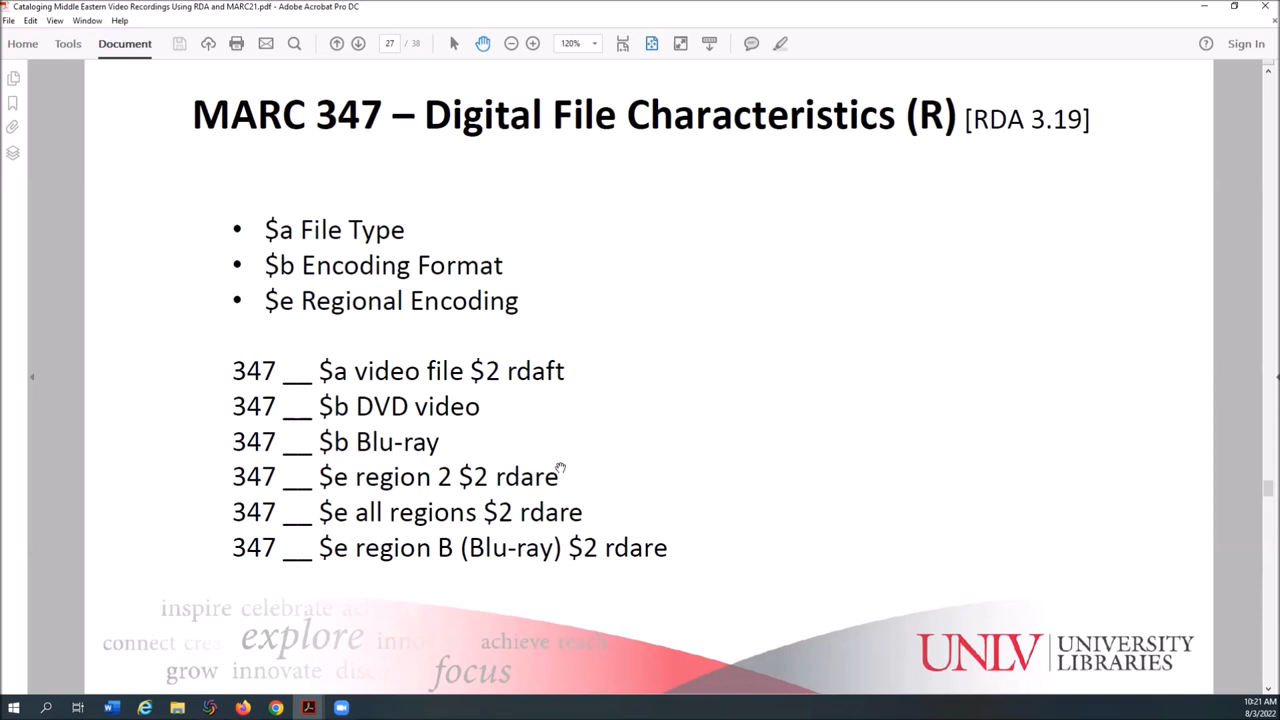 Cataloging Middle Eastern Video Recordings Using RDA and MARC21.pdf - Adobe Acrobat Pro DC
File Edit View Window Help
Home Tools Document 27 / 38 120% Sign In
MARC 347 – Digital File Characteristics (R) [RDA 3.19]
• $a File Type
• $b Encoding Format
• $e Regional Encoding
347 __ $a video file $2 rdaft
347 __ $b DVD video
347 __ $b Blu-ray
347 __ $e region 2 $2 rdare
347 __ $e all regions $2 rdare
347 __ $e region B (Blu-ray) $2 rdare
inspire celebrate
connect explore achieve reach
grow innovate focus
UNLV UNIVERSITY
LIBRARIES
10:21 AM
8/3/2022